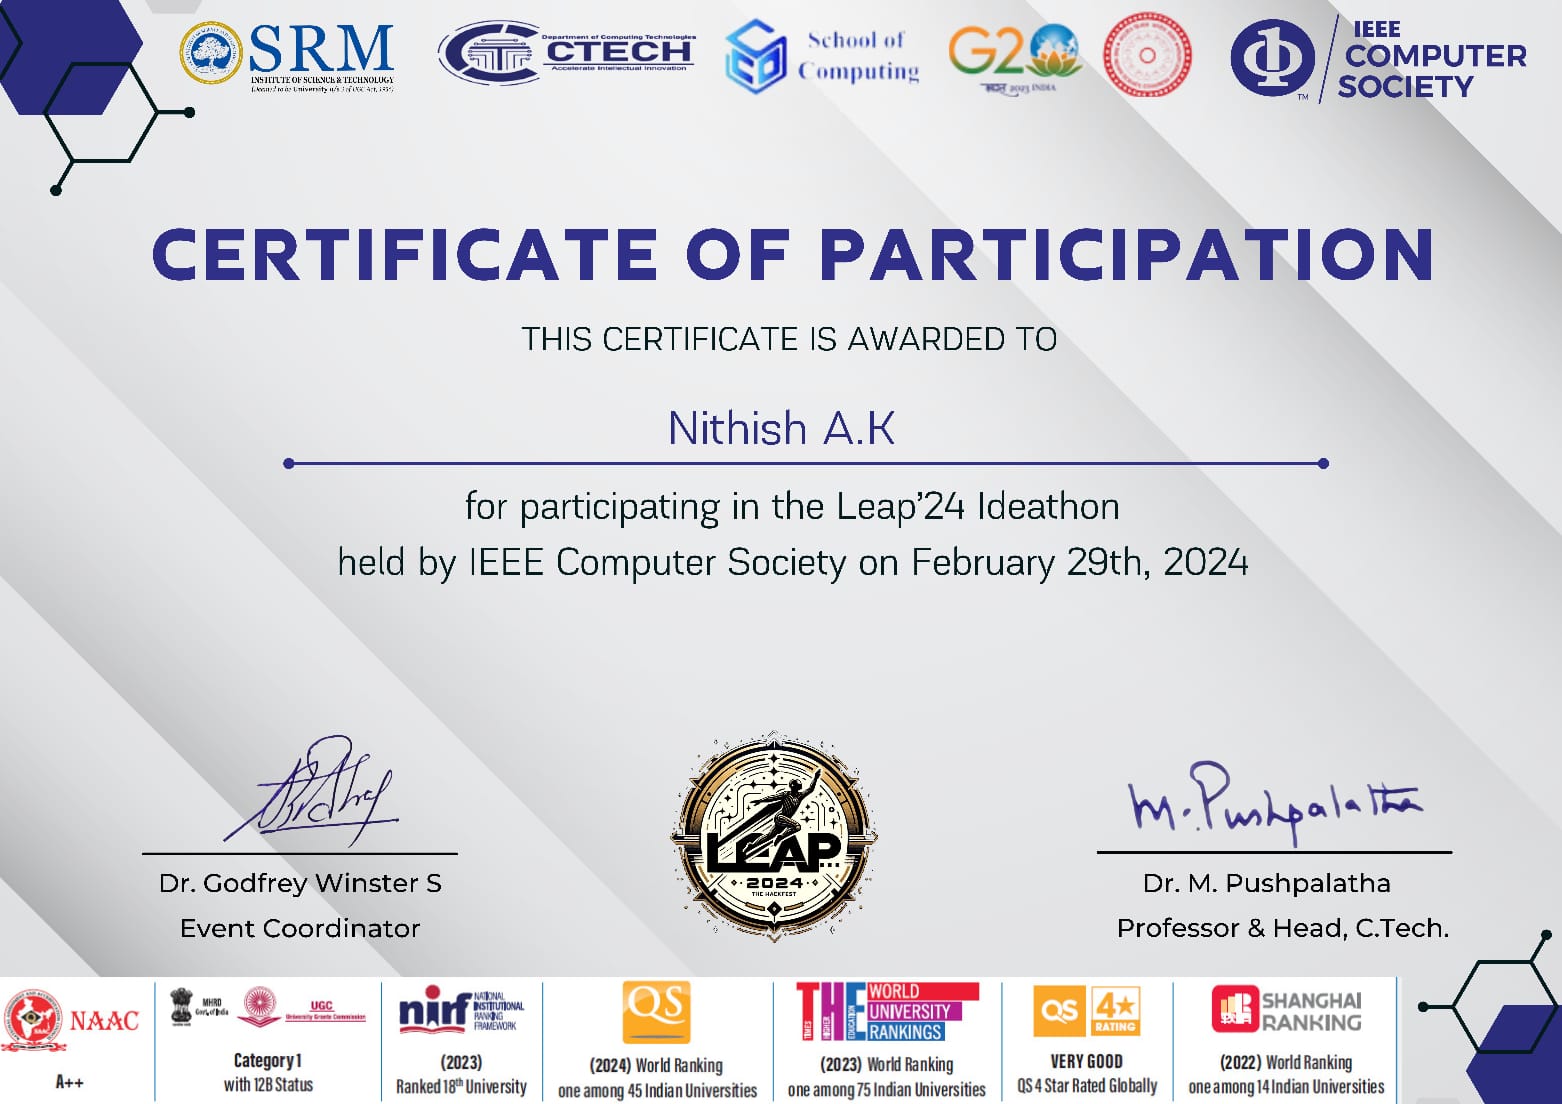 SRM
INSTITUTE OF SCIENCE & TECHNOLOGY
(Deemed to be University u/s 3 of UGC Act, 1956)
Department of Computing Technologies
CTECH
Accelerate Intellectual Innovation
School of
Computing
G20
भारत 2023 INDIA
IEEE
COMPUTER
SOCIETY
TM
CERTIFICATE OF PARTICIPATION
THIS CERTIFICATE IS AWARDED TO
Nithish A.K
for participating in the Leap’24 Ideathon
held by IEEE Computer Society on February 29th, 2024
M. Pushpalatha
LEAP...
2024
THE HACKFEST
Dr. Godfrey Winster S
Event Coordinator
Dr. M. Pushpalatha
Professor & Head, C.Tech.
NAAC
A++
MHRD
Govt. of India
UGC
University Grants Commission
Category 1
with 12B Status
nirf
NATIONAL
INSTITUTIONAL
RANKING
FRAMEWORK
(2023)
Ranked 18th University
QS
(2024) World Ranking
one among 45 Indian Universities
TIMES HIGHER EDUCATION
WORLD
UNIVERSITY
RANKINGS
(2023) World Ranking
one among 75 Indian Universities
QS 4★
RATING
VERY GOOD
QS 4 Star Rated Globally
SHANGHAI
RANKING
(2022) World Ranking
one among 14 Indian Universities